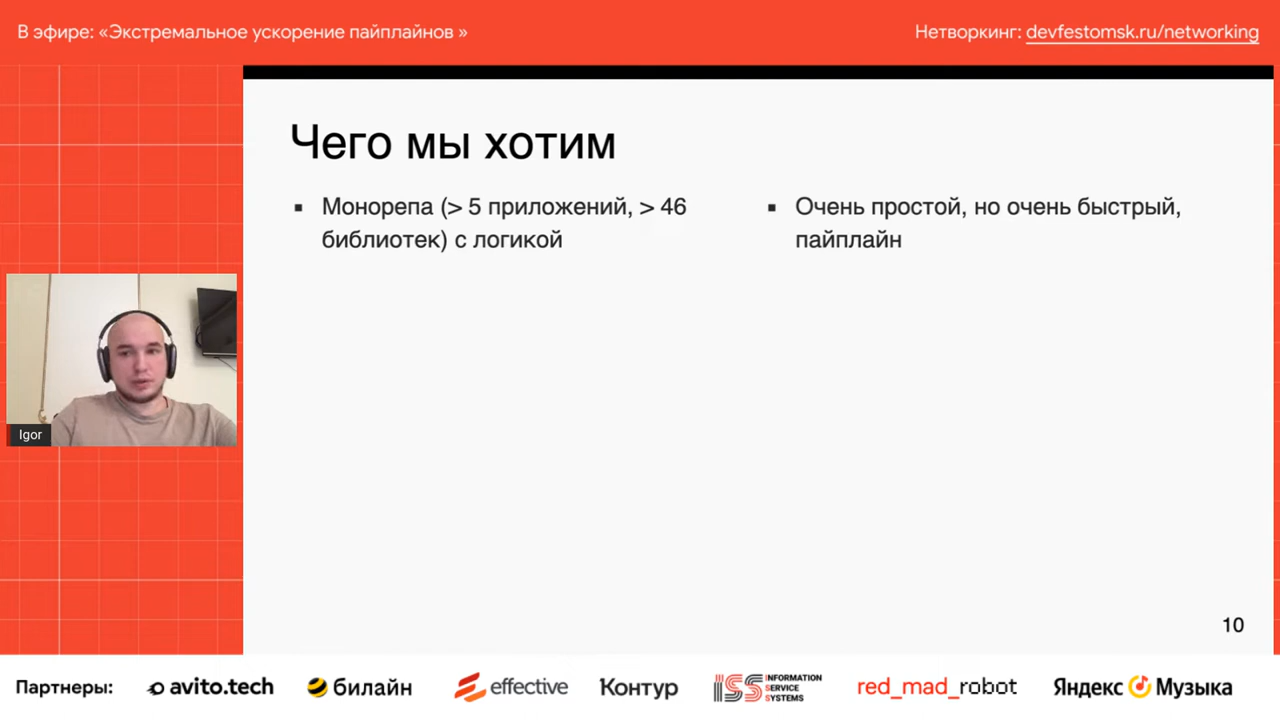 В эфире: «Экстремальное ускорение пайплайнов »
Нетворкинг: devfestomsk.ru/networking
Чего мы хотим
▪ Монорепа (> 5 приложений, > 46
библиотек) с логикой
▪ Очень простой, но очень быстрый,
пайплайн
Igor
10
Партнеры:
avito.tech
билайн
effective
Контур
ISS INFORMATION
SERVICE
SYSTEMS
red_mad_robot
Яндекс Музыка